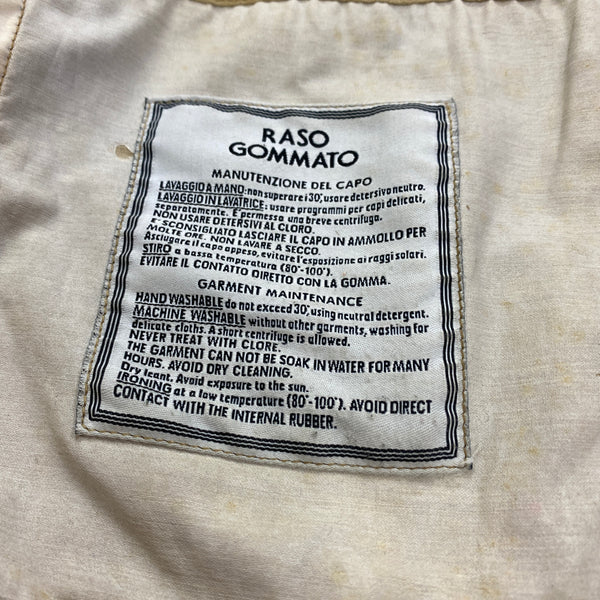 RASO
GOMMATO
MANUTENZIONE DEL CAPO
LAVAGGIO A MANO: non superare i 30°, usare detersivo neutro.
LAVAGGIO IN LAVATRICE: usare programmi per capi delicati,
separatamente. E' permessa una breve centrifuga.
NON USARE DETERSIVI AL CLORO.
E' SCONSIGLIATO LASCIARE IL CAPO IN AMMOLLO PER
MOLTE ORE. NON LAVARE A SECCO.
Asciugare il capo appeso, evitare l'esposizione ai raggi solari.
STIRO a bassa temperatura (80°-100°).
EVITARE IL CONTATTO DIRETTO CON LA GOMMA.
GARMENT MAINTENANCE
HAND WASHABLE do not exceed 30°, using neutral detergent.
MACHINE WASHABLE without other garments, washing for
delicate cloths. A short centrifuge is allowed.
NEVER TREAT WITH CLORE.
THE GARMENT CAN NOT BE SOAK IN WATER FOR MANY
HOURS. AVOID DRY CLEANING.
Dry leant. Avoid exposure to the sun.
IRONING at a low temperature (80°-100°). AVOID DIRECT
CONTACT WITH THE INTERNAL RUBBER.